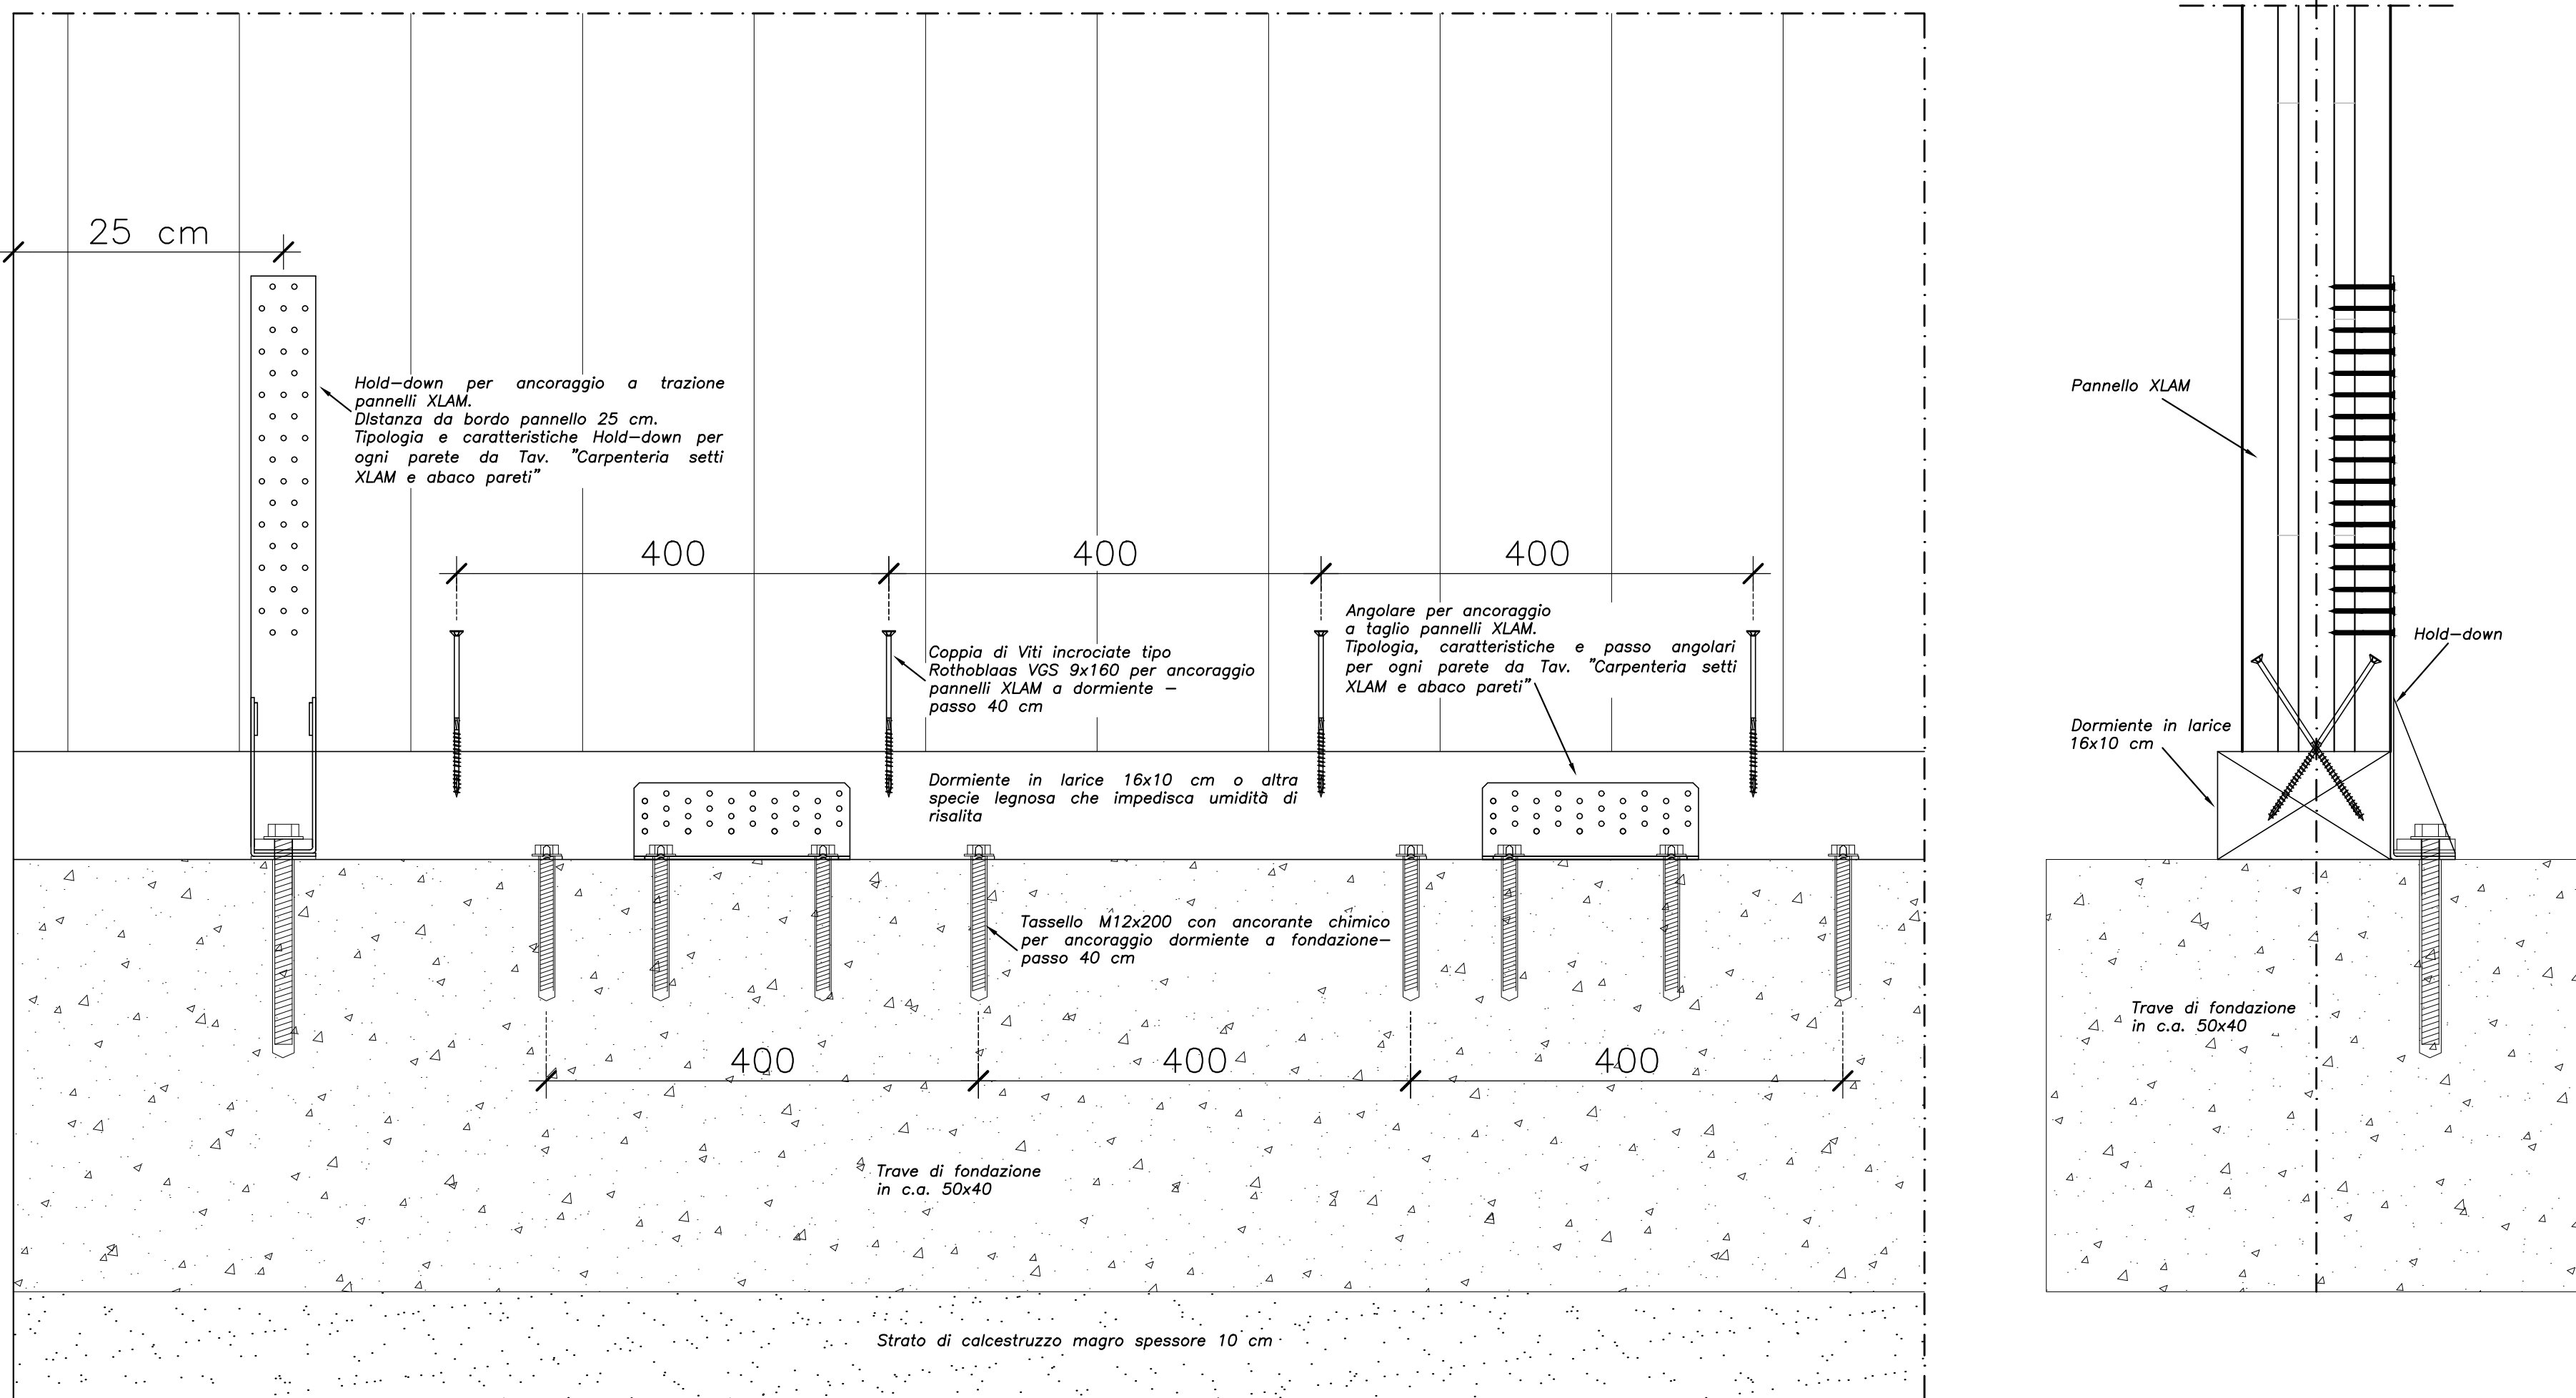 25 cm
Hold-down per ancoraggio a trazione
pannelli XLAM.
DIstanza da bordo pannello 25 cm.
Tipologia e caratteristiche Hold-down per
ogni parete da Tav. "Carpenteria setti
XLAM e abaco pareti"
400
400
400
Coppia di Viti incrociate tipo
Rothoblaas VGS 9x160 per ancoraggio
pannelli XLAM a dormiente -
passo 40 cm
Angolare per ancoraggio
a taglio pannelli XLAM.
Tipologia, caratteristiche e passo angolari
per ogni parete da Tav. "Carpenteria setti
XLAM e abaco pareti"
Dormiente in larice 16x10 cm o altra
specie legnosa che impedisca umidità di
risalita
Tassello M12x200 con ancorante chimico
per ancoraggio dormiente a fondazione-
passo 40 cm
400
400
400
Trave di fondazione
in c.a. 50x40
Strato di calcestruzzo magro spessore 10 cm
Pannello XLAM
Hold-down
Dormiente in larice
16x10 cm
Trave di fondazione
in c.a. 50x40